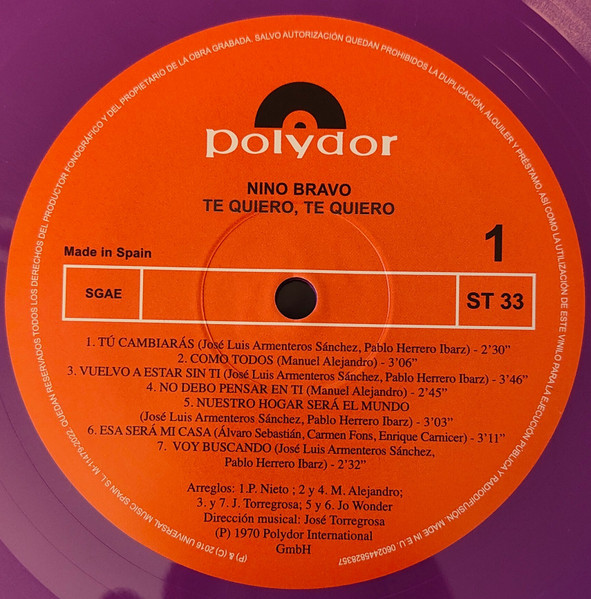 polydor
NINO BRAVO
TE QUIERO, TE QUIERO
1
Made in Spain
SGAE
ST 33
1. TÚ CAMBIARÁS (José Luis Armenteros Sánchez, Pablo Herrero Ibarz) - 2’30”
2. COMO TODOS (Manuel Alejandro) - 3’06”
3. VUELVO A ESTAR SIN TI (José Luis Armenteros Sánchez, Pablo Herrero Ibarz) - 3’46”
4. NO DEBO PENSAR EN TI (Manuel Alejandro) - 2’45”
5. NUESTRO HOGAR SERÁ EL MUNDO
(José Luis Armenteros Sánchez, Pablo Herrero Ibarz) - 3’03”
6. ESA SERÁ MI CASA (Álvaro Sebastián, Carmen Fons, Enrique Carnicer) - 3’11”
7. VOY BUSCANDO (José Luis Armenteros Sánchez,
Pablo Herrero Ibarz) - 2’32”
Arreglos: 1.P. Nieto ; 2 y 4. M. Alejandro;
3. y 7. J. Torregrosa; 5 y 6. Jo Wonder
Dirección musical: José Torregrosa
(P) 1970 Polydor International
GmbH
(P) & (C) 2016 UNIVERSAL MUSIC SPAIN S.L. M-11479-2022. QUEDAN RESERVADOS TODOS LOS DERECHOS DEL PRODUCTOR FONOGRÁFICO Y DEL PROPIETARIO DE LA OBRA GRABADA. SALVO AUTORIZACIÓN QUEDAN PROHIBIDOS LA DUPLICACIÓN, ALQUILER Y PRÉSTAMO, ASÍ COMO LA UTILIZACIÓN DE ESTE VINILO PARA LA EJECUCIÓN PÚBLICA Y RADIODIFUSIÓN. MADE IN E.U. 0602445828357